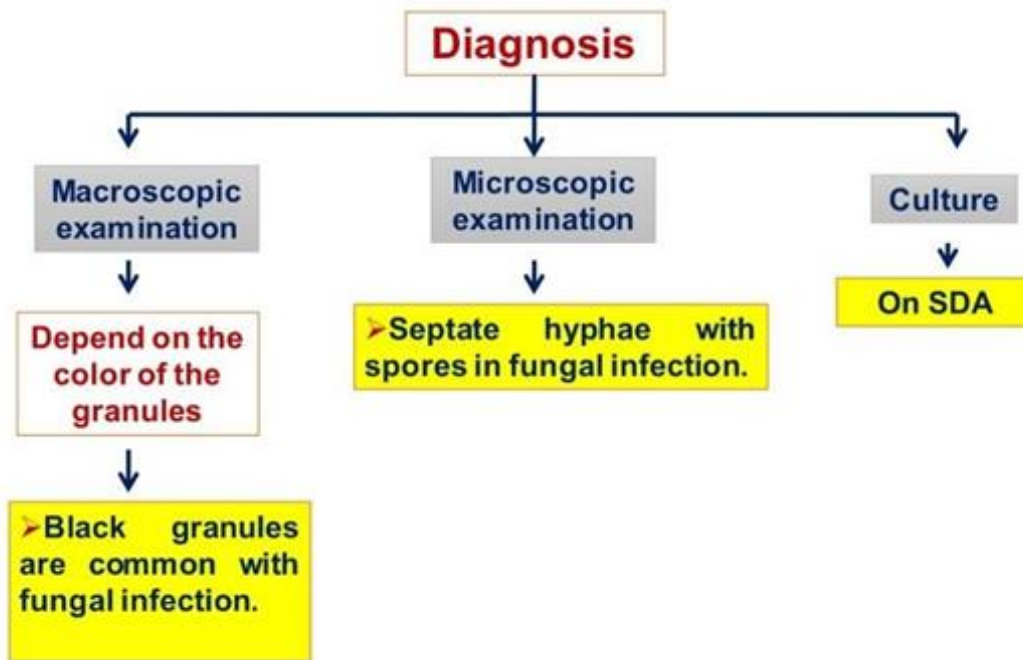 Diagnosis
Macroscopic
examination
Depend on the
color of the
granules
➢Black granules
are common with
fungal infection.
Microscopic
examination
➢Septate hyphae with
spores in fungal infection.
Culture
On SDA